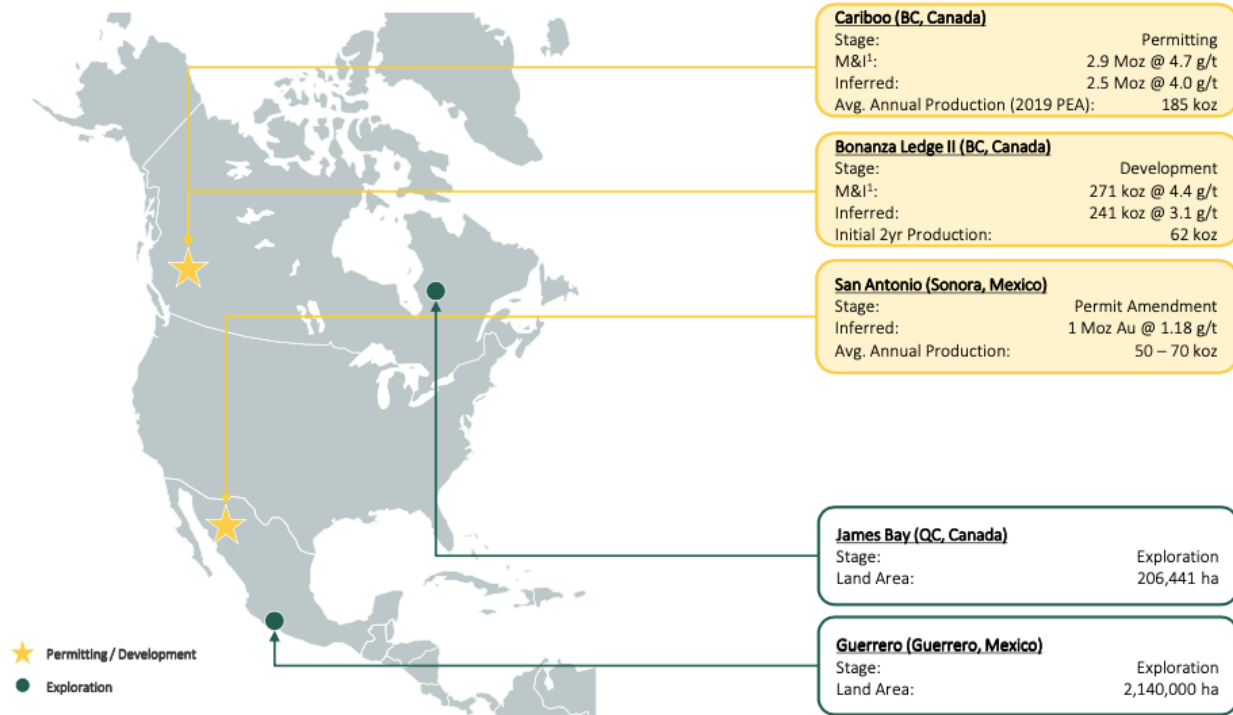 Cariboo (BC, Canada)
Stage: Permitting
M&I¹: 2.9 Moz @ 4.7 g/t
Inferred: 2.5 Moz @ 4.0 g/t
Avg. Annual Production (2019 PEA): 185 koz
Bonanza Ledge II (BC, Canada)
Stage: Development
M&I¹: 271 koz @ 4.4 g/t
Inferred: 241 koz @ 3.1 g/t
Initial 2yr Production: 62 koz
San Antonio (Sonora, Mexico)
Stage: Permit Amendment
Inferred: 1 Moz Au @ 1.18 g/t
Avg. Annual Production: 50 – 70 koz
James Bay (QC, Canada)
Stage: Exploration
Land Area: 206,441 ha
Guerrero (Guerrero, Mexico)
Stage: Exploration
Land Area: 2,140,000 ha
Permitting / Development
Exploration